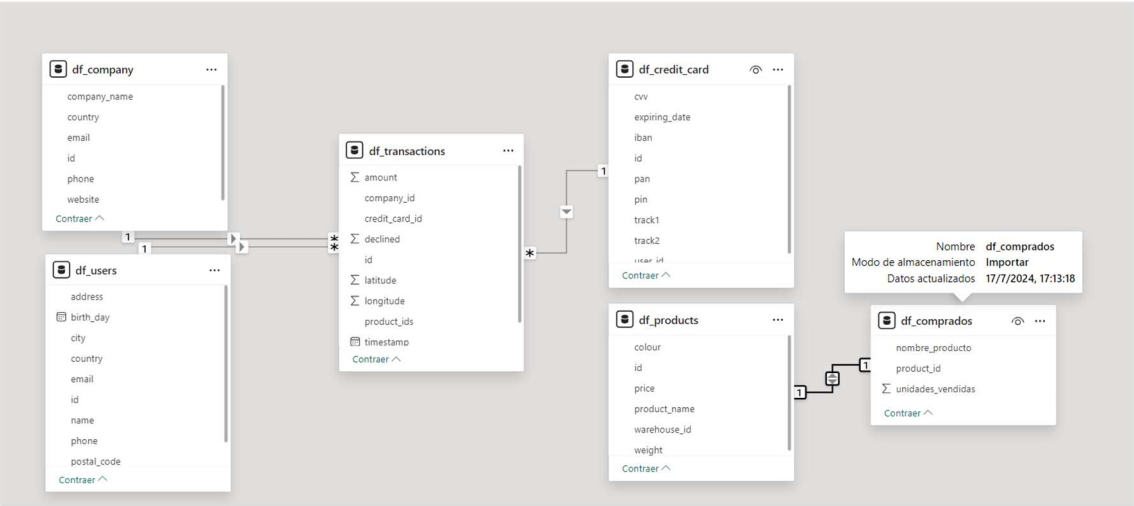 df_company
company_name
country
email
id
phone
website
Contraer
df_users
address
birth_day
city
country
email
id
name
phone
postal_code
Contraer
1
1
*
*
df_transactions
amount
company_id
credit_card_id
declined
id
latitude
longitude
product_ids
timestamp
Contraer
*
1
df_credit_card
cvv
expiring_date
iban
id
pan
pin
track1
track2
user_id
Contraer
df_products
colour
id
price
product_name
warehouse_id
weight
Contraer
1
1
Nombre df_comprados
Modo de almacenamiento Importar
Datos actualizados 17/7/2024, 17:13:18
df_comprados
nombre_producto
product_id
unidades_vendidas
Contraer